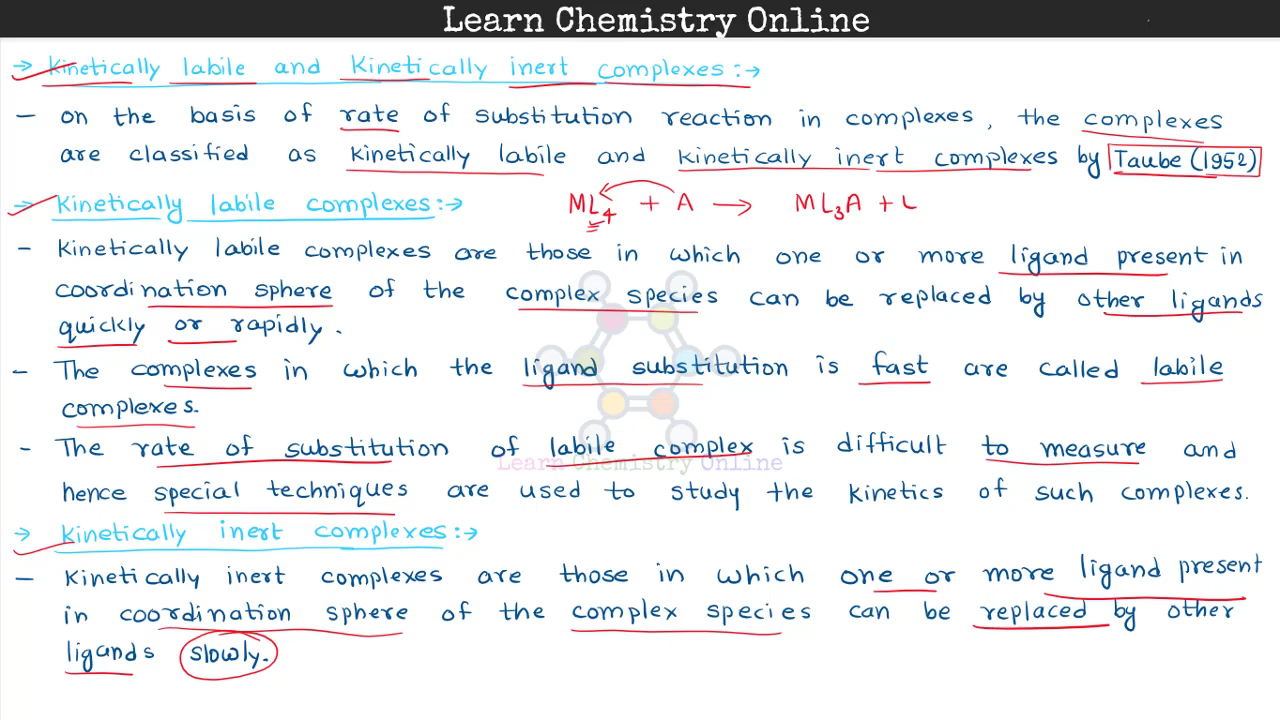 Learn Chemistry Online
→ Kinetically labile and Kinetically inert complexes:→
- on the basis of rate of substitution reaction in complexes, the complexes
are classified as kinetically labile and kinetically inert complexes by Taube (1952)
→ Kinetically labile complexes:→ ML₄ + A → ML₃A + L
- Kinetically labile complexes are those in which one or more ligand present in
coordination sphere of the complex species can be replaced by other ligands
quickly or rapidly.
- The complexes in which the ligand substitution is fast are called labile
complexes.
- The rate of substitution of labile complex is difficult to measure and
Learn Chemistry Online
hence special techniques are used to study the kinetics of such complexes.
→ Kinetically inert complexes:→
- Kinetically inert complexes are those in which one or more ligand present
in coordination sphere of the complex species can be replaced by other
ligands slowly.